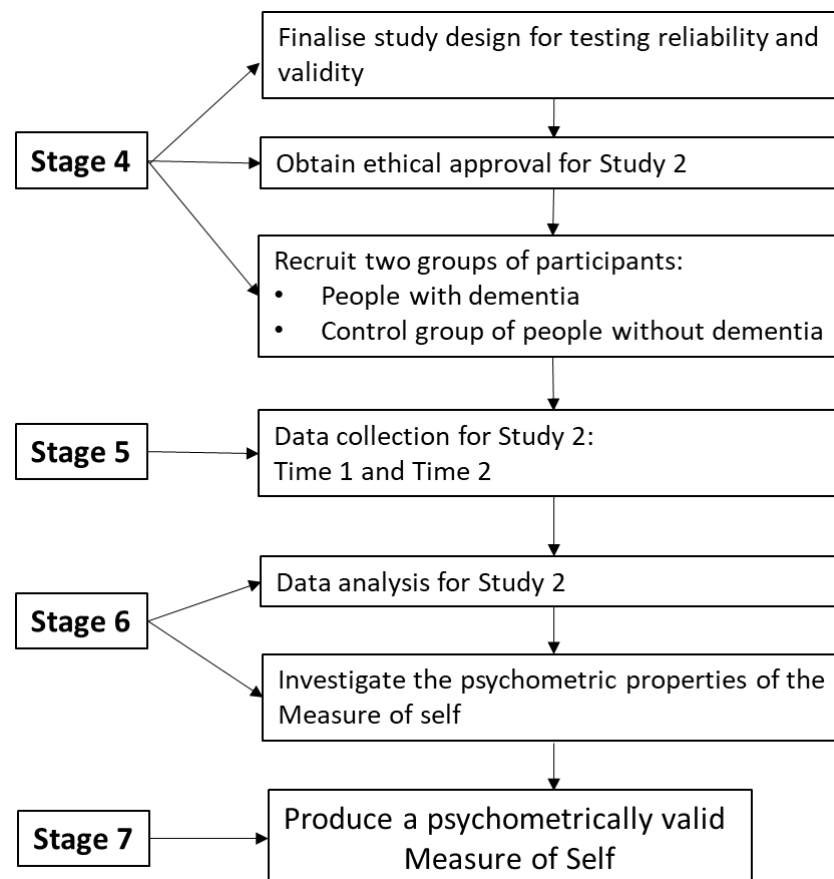 Finalise study design for testing reliability and
validity
Stage 4
Obtain ethical approval for Study 2
Recruit two groups of participants:
• People with dementia
• Control group of people without dementia
Stage 5
Data collection for Study 2:
Time 1 and Time 2
Data analysis for Study 2
Stage 6
Investigate the psychometric properties of the
Measure of self
Stage 7
Produce a psychometrically valid
Measure of Self